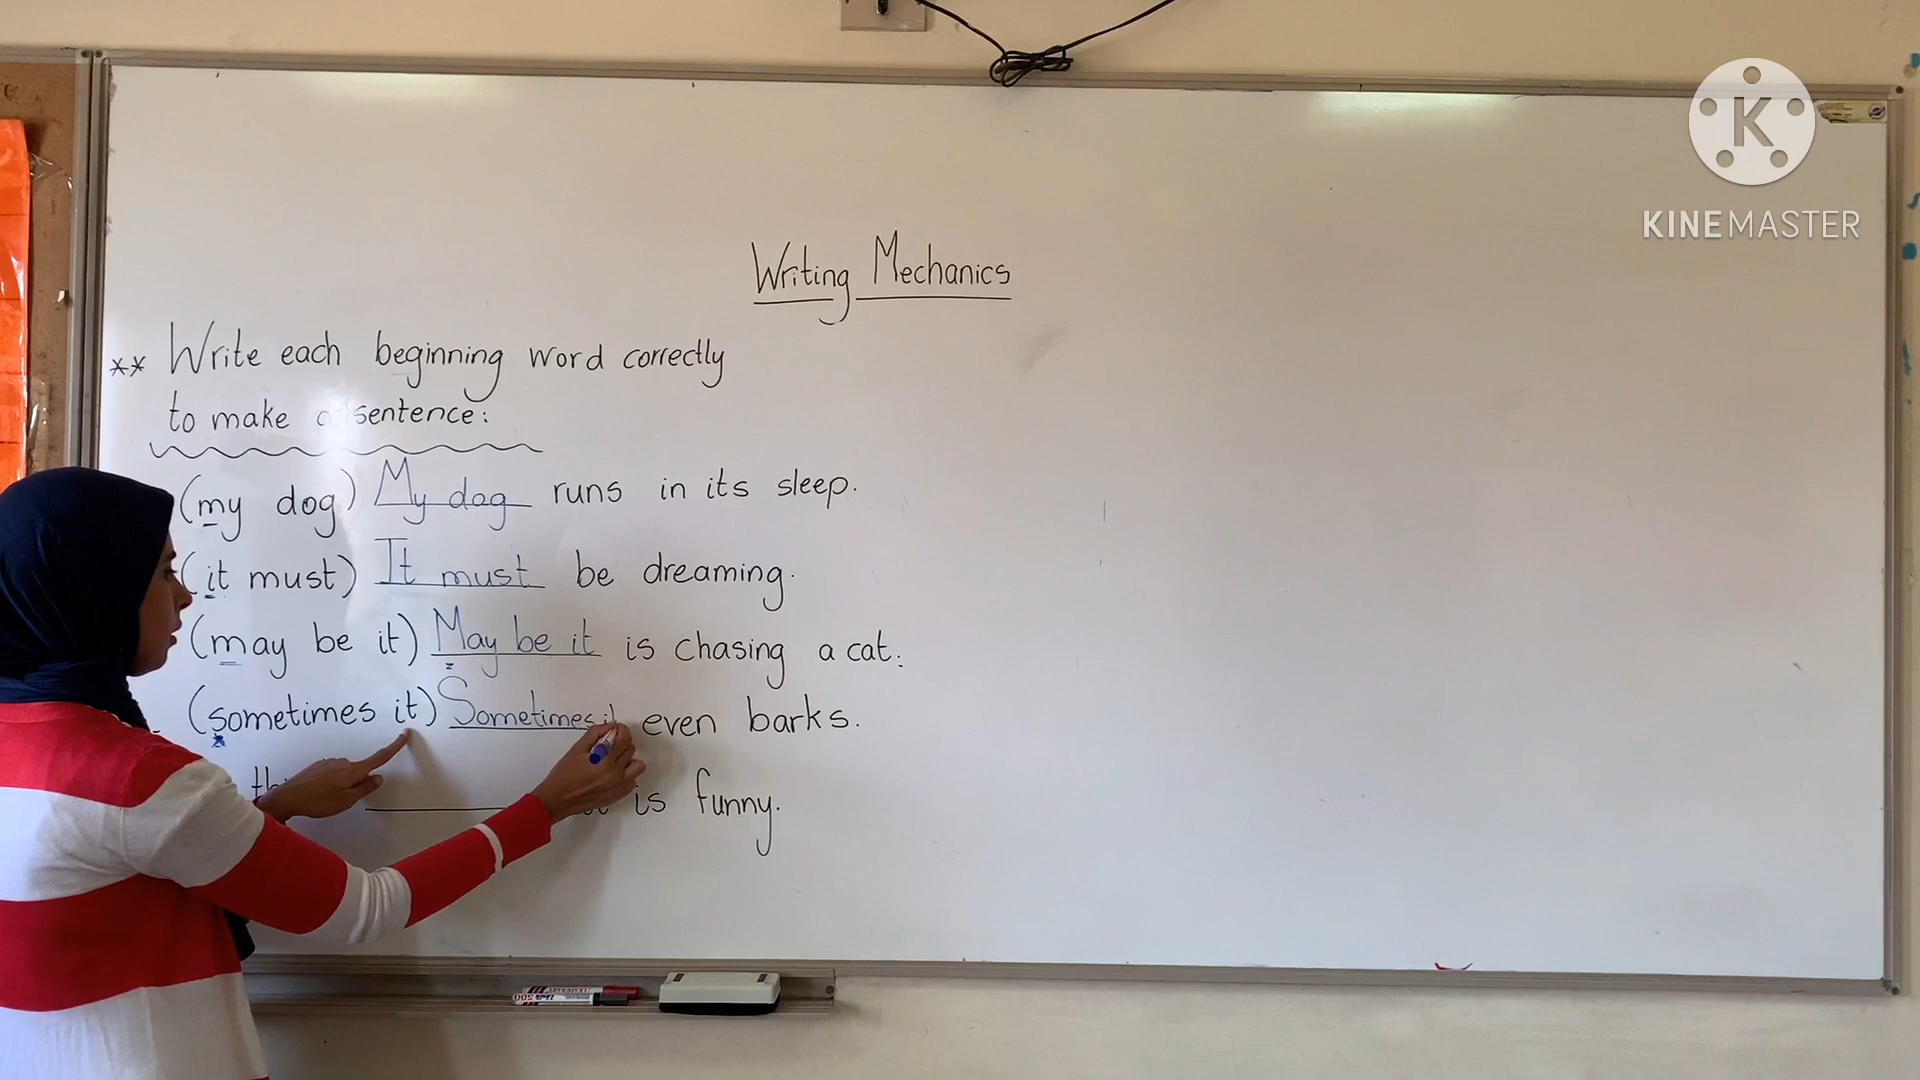 KINEMASTER
Writing Mechanics
** Write each beginning word correctly
to make a sentence:
(my dog) My dog runs in its sleep.
(it must) It must be dreaming.
(may be it) May be it is chasing a cat.
(sometimes it) Sometimes it even barks.
is funny.